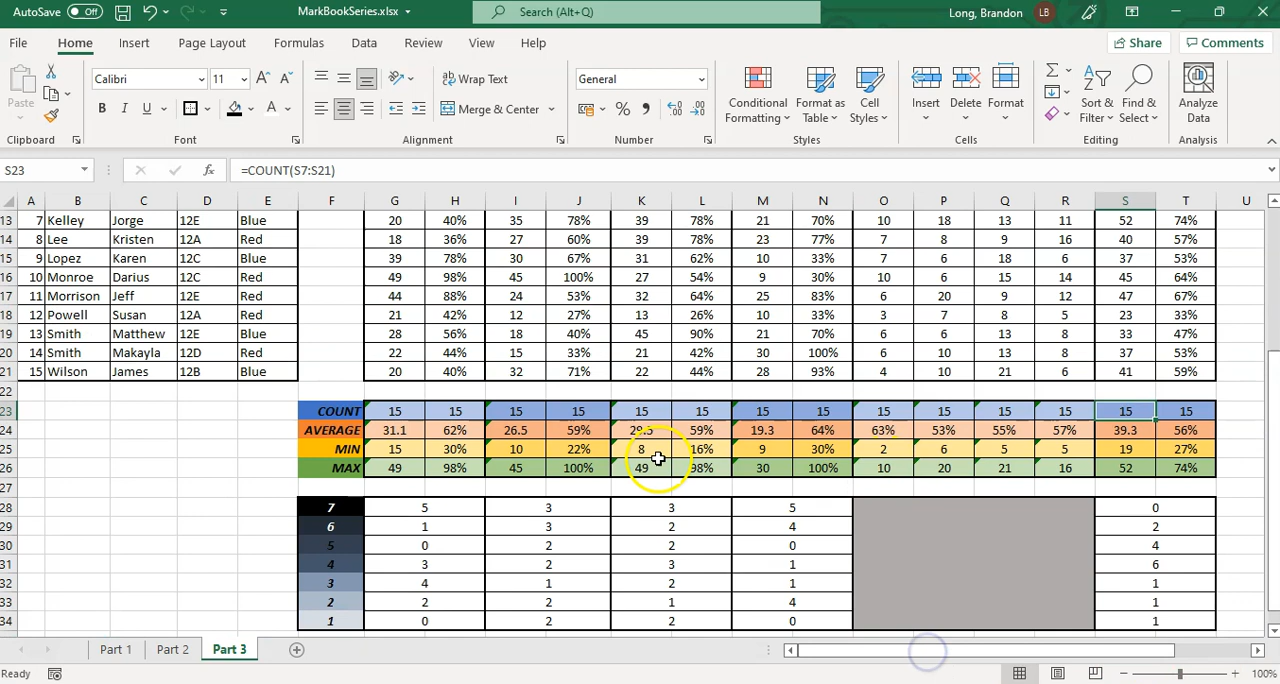 AutoSave Off MarkBookSeries.xlsx Search (Alt+Q) Long, Brandon LB
File Home Insert Page Layout Formulas Data Review View Help Share Comments
Paste Calibri 11 A A Wrap Text General Conditional Formatting Format as Table Cell Styles Insert Delete Format Sort & Filter Find & Select Analyze Data
B I U A Merge & Center % 
Clipboard Font Alignment Number Styles Cells Editing Analysis
S23 fx =COUNT(S7:S21)
A B C D E F G H I J K L M N O P Q R S T U
13 7 Kelley Jorge 12E Blue 20 40% 35 78% 39 78% 21 70% 10 18 13 11 52 74%
14 8 Lee Kristen 12A Red 18 36% 27 60% 39 78% 23 77% 7 8 9 16 40 57%
15 9 Lopez Karen 12C Blue 39 78% 30 67% 31 62% 10 33% 7 6 18 6 37 53%
16 10 Monroe Darius 12C Red 49 98% 45 100% 27 54% 9 30% 10 6 15 14 45 64%
17 11 Morrison Jeff 12E Red 44 88% 24 53% 32 64% 25 83% 6 20 9 12 47 67%
18 12 Powell Susan 12A Red 21 42% 12 27% 13 26% 10 33% 3 7 8 5 23 33%
19 13 Smith Matthew 12E Blue 28 56% 18 40% 45 90% 21 70% 6 6 13 8 33 47%
20 14 Smith Makayla 12D Red 22 44% 15 33% 21 42% 30 100% 6 10 13 8 37 53%
21 15 Wilson James 12B Blue 20 40% 32 71% 22 44% 28 93% 4 10 21 6 41 59%
22
23 COUNT 15 15 15 15 15 15 15 15 15 15 15 15 15 15
24 AVERAGE 31.1 62% 26.5 59% 29.5 59% 19.3 64% 63% 53% 55% 57% 39.3 56%
25 MIN 15 30% 10 22% 8 16% 9 30% 2 6 5 5 19 27%
26 MAX 49 98% 45 100% 49 98% 30 100% 10 20 21 16 52 74%
27
28 7 5 3 3 5 0
29 6 1 3 2 4 2
30 5 0 2 2 0 4
31 4 3 2 3 1 6
32 3 4 1 2 1 1
33 2 2 2 1 4 1
34 1 0 2 2 0 1
Part 1 Part 2 Part 3
Ready 100%